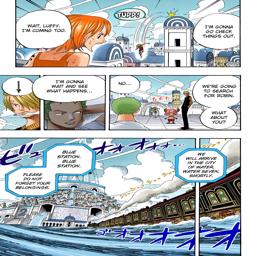 I'M GONNA
GO CHECK
THINGS OUT.
TUPP!
WAIT, LUFFY.
I'M COMING TOO.
WE'RE GOING
TO SEARCH
FOR ROBIN.
WHAT
ABOUT
YOU?
NO...
I'M GONNA
WAIT AND SEE
WHAT HAPPENS...
WE
WILL ARRIVE
IN THE CITY
OF WATER,
WATER SEVEN,
SHORTLY.
BLUE
STATION.
BLUE
STATION.
PLEASE
DO NOT
FORGET YOUR
BELONGINGS.